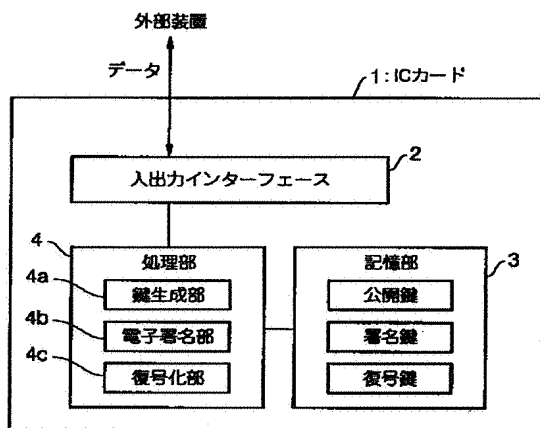 外部装置
データ
1:ICカード
2
入出力インターフェース
4
処理部
記憶部
3
4a
鍵生成部
公開鍵
4b
電子署名部
署名鍵
4c
復号化部
復号鍵